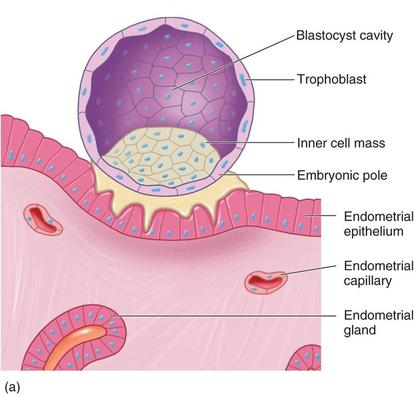 Blastocyst cavity
Trophoblast
Inner cell mass
Embryonic pole
Endometrial
epithelium
Endometrial
capillary
Endometrial
gland
(a)